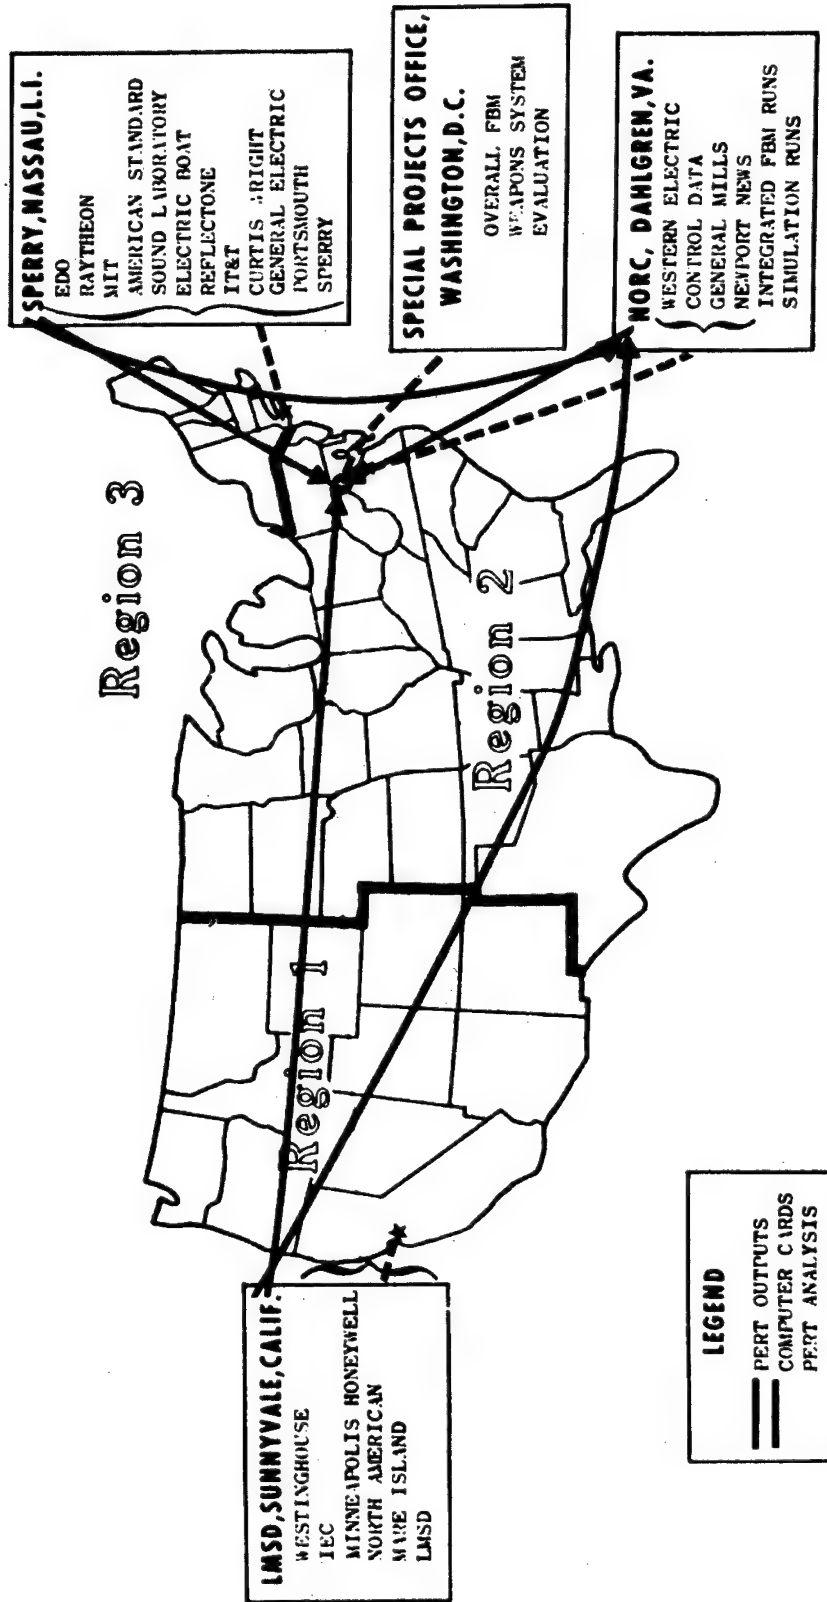 SPERRY, MASSAU, L.I.
EDO
RAYTHEON
MIT
AMERICAN STANDARD
SOUND LABORATORY
ELECTRIC BOAT
REFLECTONE
IT&T
CURTIS WRIGHT
GENERAL ELECTRIC
PORTSMOUTH
SPERRY
SPECIAL PROJECTS OFFICE,
WASHINGTON, D.C.
OVERALL FBM
WEAPONS SYSTEM
EVALUATION
NORC, DAHLGREN, VA.
WESTERN ELECTRIC
CONTROL DATA
GENERAL MILLS
NEWPORT NEWS
INTEGRATED FBM RUNS
SIMULATION RUNS
Region 3
Region 2
Region 1
LMSD, SUNNYVALE, CALIF.
WESTINGHOUSE
IEC
MINNEAPOLIS HONEYWELL
NORTH AMERICAN
MARE ISLAND
LMSD
LEGEND
PERT OUTPUTS
COMPUTER CARDS
PERT ANALYSIS